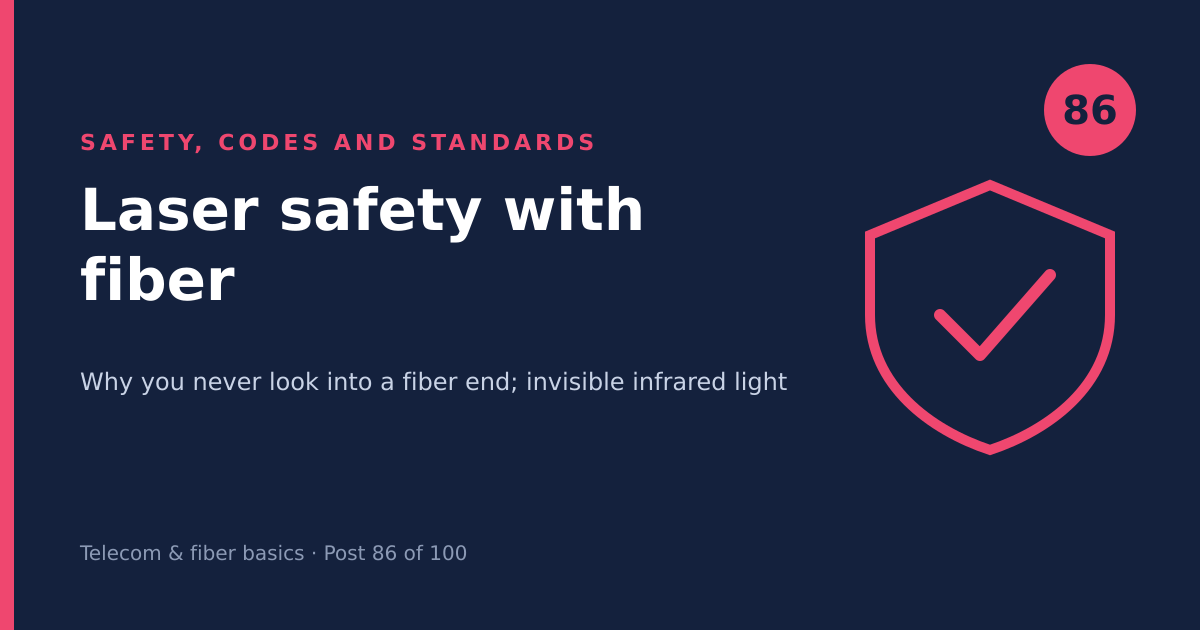 86
SAFETY, CODES AND STANDARDS
Laser safety with
fiber
Why you never look into a fiber end; invisible infrared light
Telecom & fiber basics · Post 86 of 100